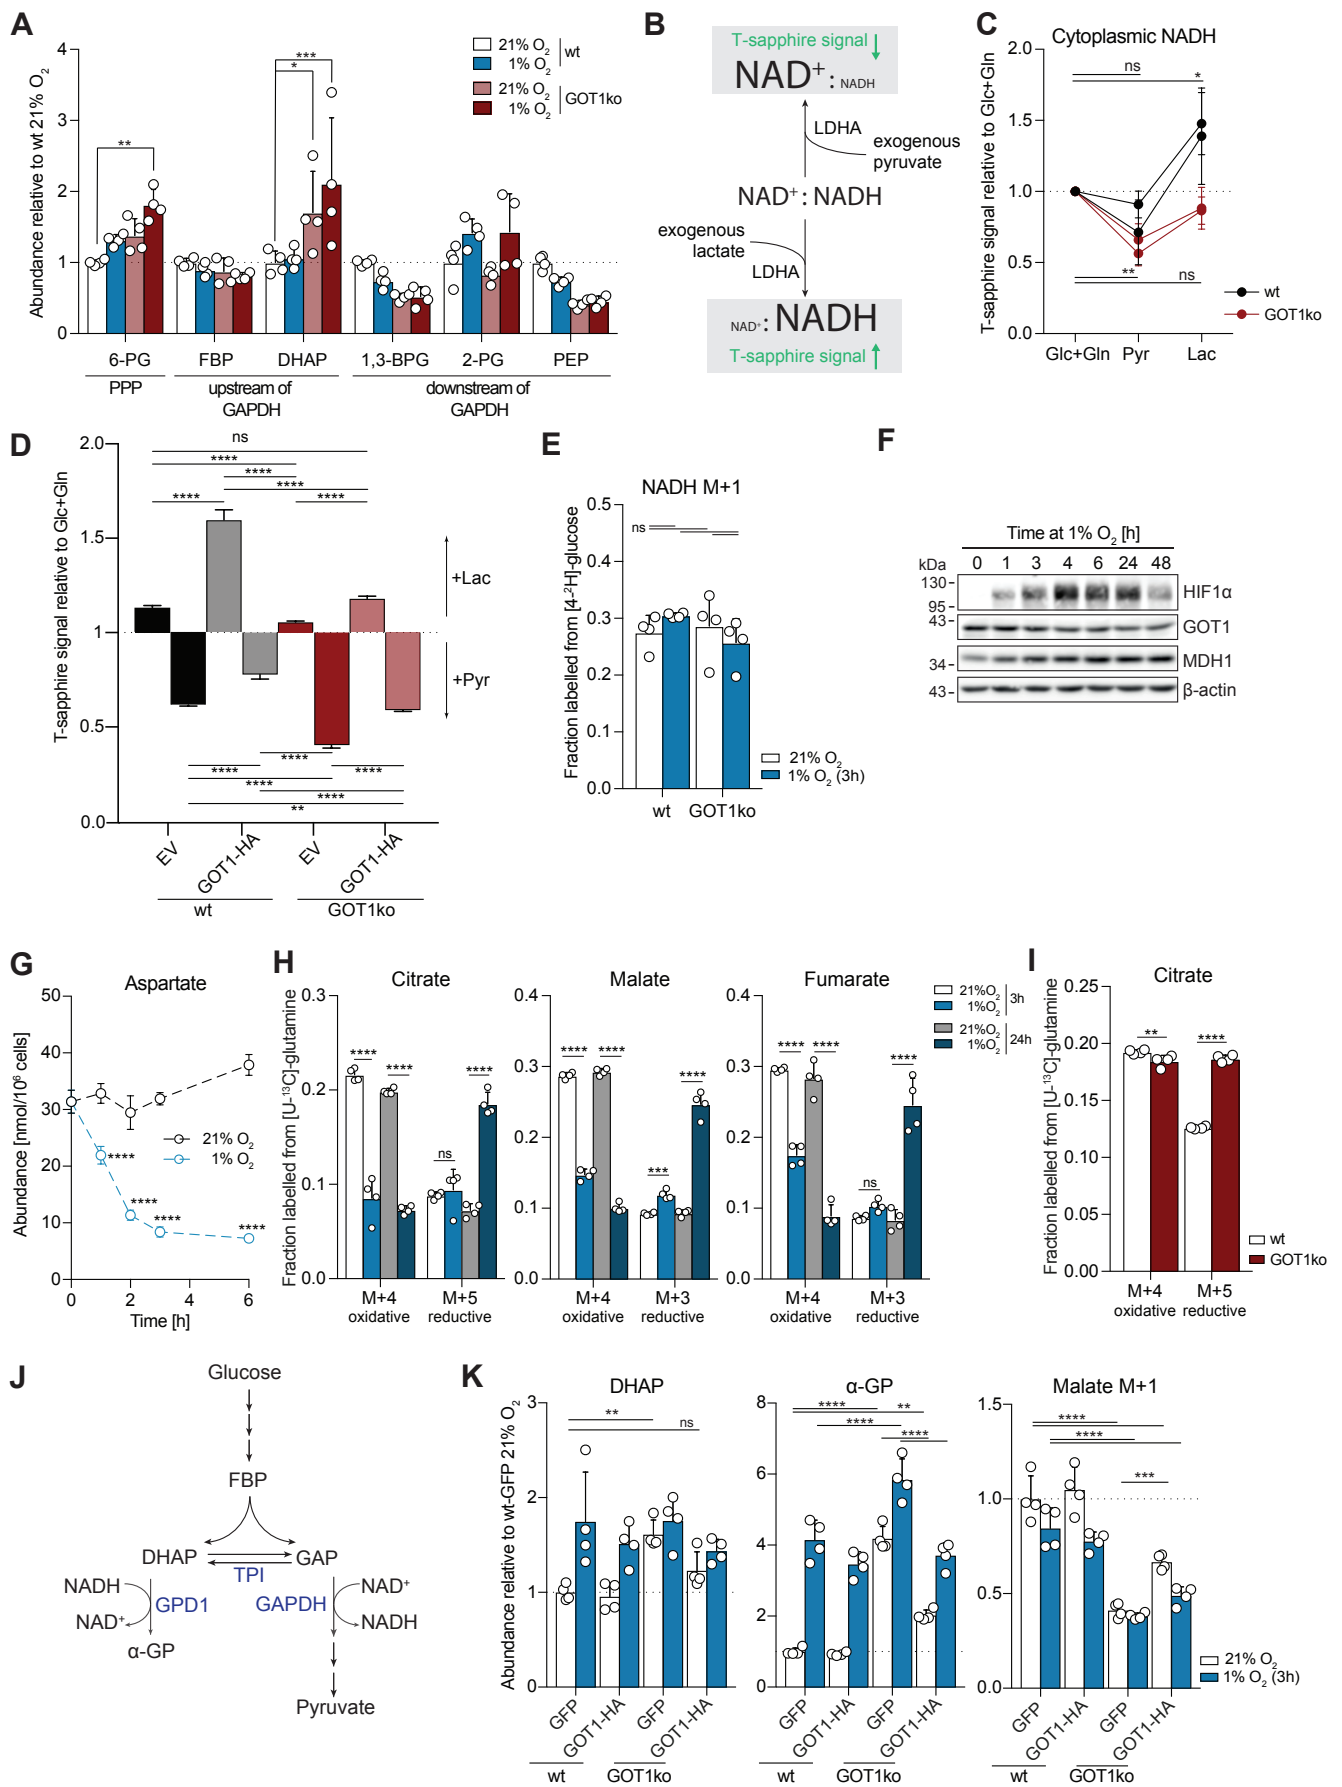 A
Abundance relative to wt 21% O2
4
3
2
1
0
21% O2
1% O2
wt
21% O2
1% O2
GOT1ko
**
*
***
6-PG
FBP
DHAP
1,3-BPG
2-PG
PEP
PPP
upstream of
GAPDH
downstream of
GAPDH
B
T-sapphire signal
NAD+ : NADH
LDHA
exogenous
pyruvate
NAD+ : NADH
exogenous
lactate
LDHA
NAD+ : NADH
T-sapphire signal
C
Cytoplasmic NADH
T-sapphire signal relative to Glc+Gln
2.0
1.5
1.0
0.5
0.0
ns
*
**
ns
wt
GOT1ko
Glc+Gln
Pyr
Lac
D
T-sapphire signal relative to Glc+Gln
2.0
1.5
1
0.5
0.0
ns
****
****
****
****
****
+Lac
+Pyr
****
****
****
****
**
EV
GOT1-HA
EV
GOT1-HA
wt
GOT1ko
E
NADH M+1
Fraction labelled from [4-2H]-glucose
0.5
0.4
0.3
0.2
0.1
0.0
ns
21% O2
1% O2 (3h)
wt
GOT1ko
F
Time at 1% O2 [h]
kDa
0 1 3 4 6 24 48
130
95
HIF1α
43
GOT1
34
MDH1
43
β-actin
G
Aspartate
Abundance [nmol/10⁶ cells]
50
40
30
20
10
0
21% O2
1% O2
****
****
****
****
0 2 4 6
Time [h]
H
Fraction labelled from [U-13C]-glutamine
Citrate
0.3
0.2
0.1
0.0
****
****
ns
****
M+4
oxidative
M+5
reductive
Malate
0.4
0.3
0.2
0.1
0.0
****
****
***
****
M+4
oxidative
M+3
reductive
Fumarate
0.4
0.3
0.2
0.1
0.0
****
****
ns
****
M+4
oxidative
M+3
reductive
21%O2
1%O2
3h
21%O2
1%O2
24h
I
Citrate
Fraction labelled from [U-13C]-glutamine
0.25
0.20
0.15
0.10
0.05
0.00
**
****
wt
GOT1ko
M+4
oxidative
M+5
reductive
J
Glucose
FBP
DHAP
GAP
TPI
NADH
NAD+
GPD1
GAPDH
NAD+
NADH
α-GP
Pyruvate
K
Abundance relative to wt-GFP 21% O2
DHAP
3
2
1
0
**
ns
GFP
GOT1-HA
GFP
GOT1-HA
wt
GOT1ko
α-GP
8
6
4
2
0
****
**
****
****
GFP
GOT1-HA
GFP
GOT1-HA
wt
GOT1ko
Malate M+1
1.5
1.0
0.5
0.0
****
****
***
GFP
GOT1-HA
GFP
GOT1-HA
wt
GOT1ko
21% O2
1% O2 (3h)